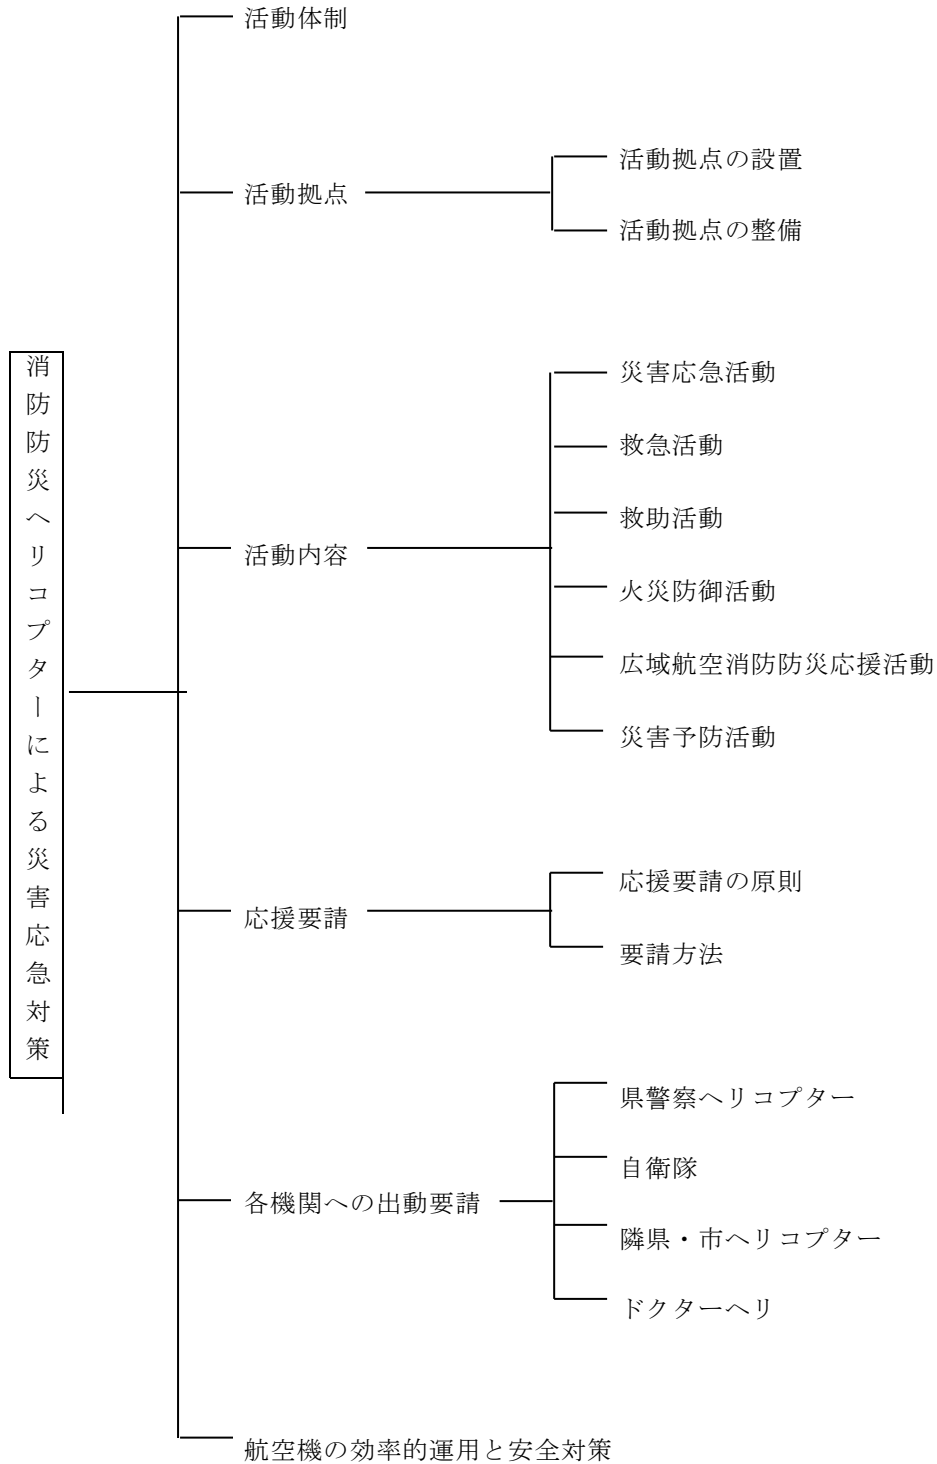 消防防災ヘリコプターによる災害応急対策
活動体制
活動拠点
活動拠点の設置
活動拠点の整備
活動内容
災害応急活動
救急活動
救助活動
火災防御活動
広域航空消防防災応援活動
災害予防活動
応援要請
応援要請の原則
要請方法
各機関への出動要請
県警察ヘリコプター
自衛隊
隣県・市ヘリコプター
ドクターヘリ
航空機の効率的運用と安全対策